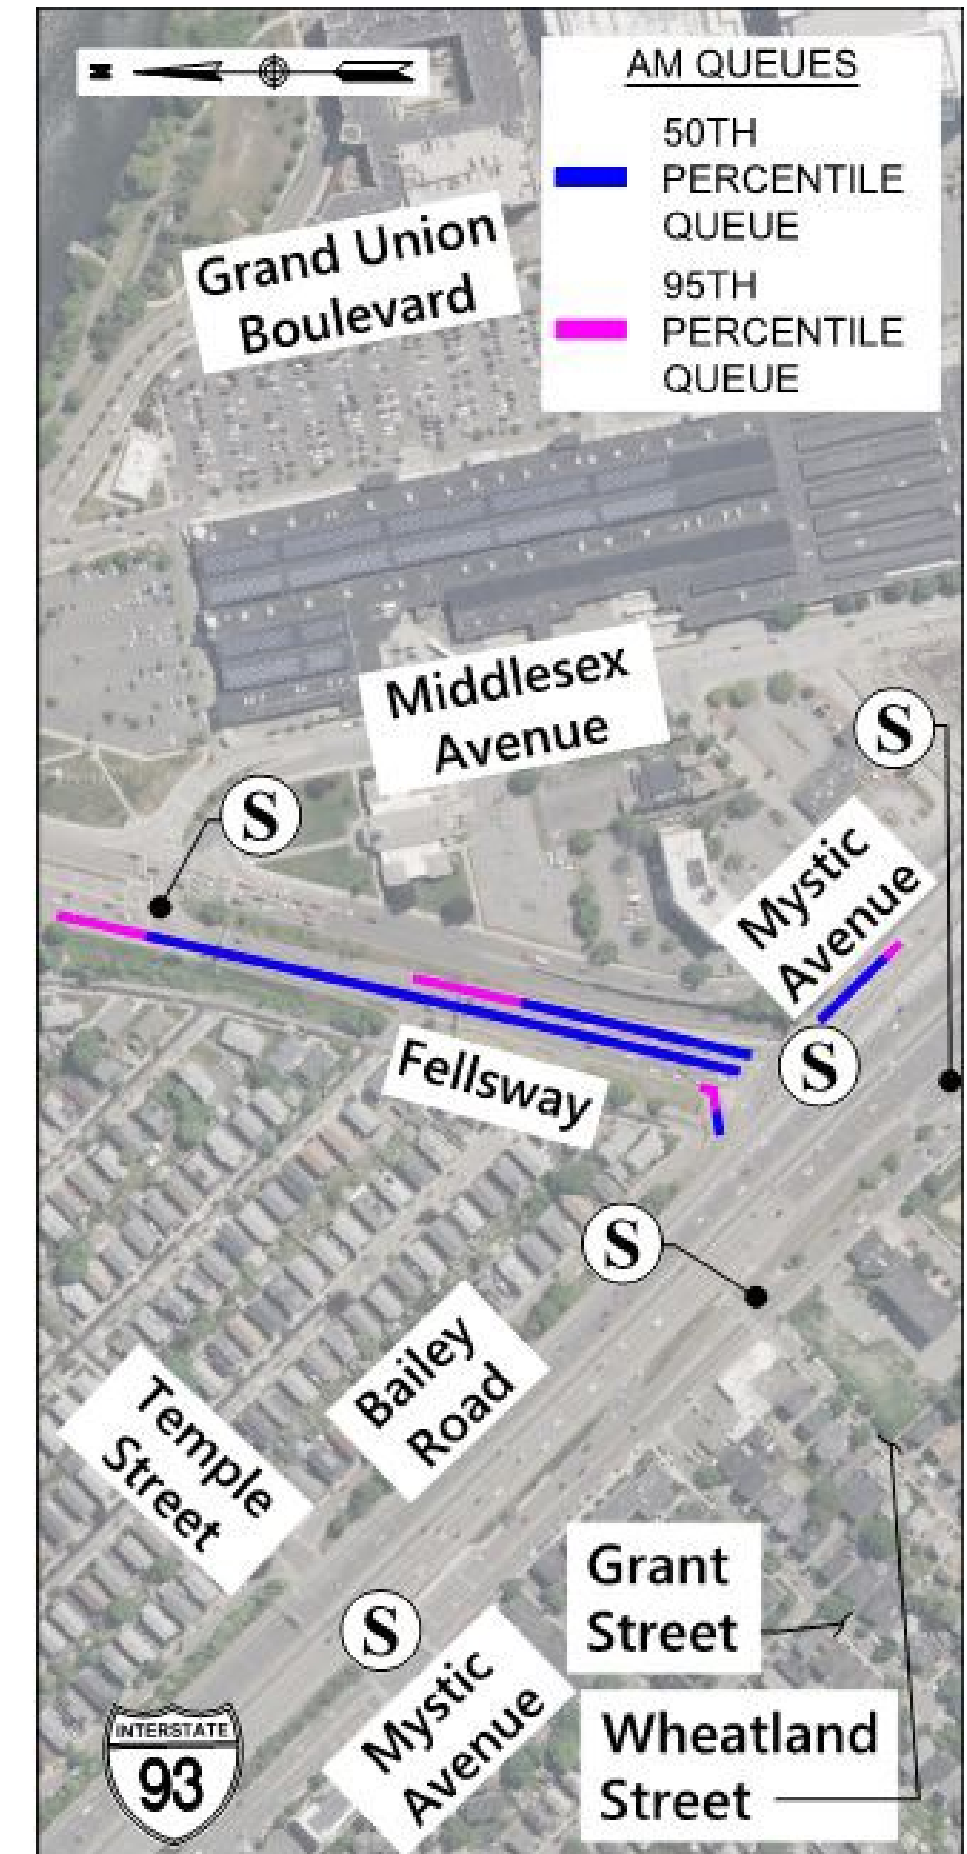 N
AM QUEUES
50TH
PERCENTILE
QUEUE
95TH
PERCENTILE
QUEUE
Grand Union
Boulevard
Middlesex
Avenue
S
S
Mystic
Avenue
S
Fellsway
S
Bailey
Road
Temple
Street
Grant
Street
S
Mystic
Avenue
Wheatland
Street
INTERSTATE
93